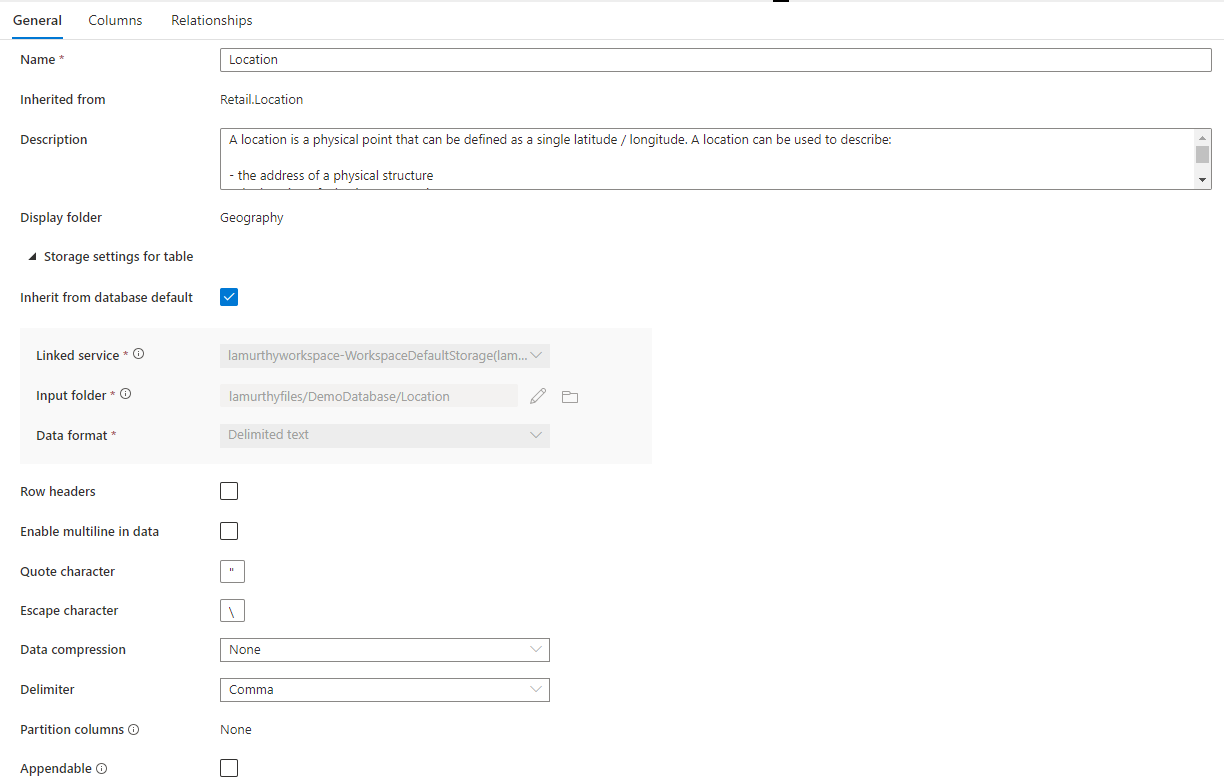 General Columns Relationships
Name * Location
Inherited from Retail.Location
Description A location is a physical point that can be defined as a single latitude / longitude. A location can be used to describe:
- the address of a physical structure
Display folder Geography
Storage settings for table
Inherit from database default
Linked service * lamurthyworkspace-WorkspaceDefaultStorage(lam...
Input folder * lamurthyfiles/DemoDatabase/Location
Data format * Delimited text
Row headers
Enable multiline in data
Quote character "
Escape character \
Data compression None
Delimiter Comma
Partition columns None
Appendable